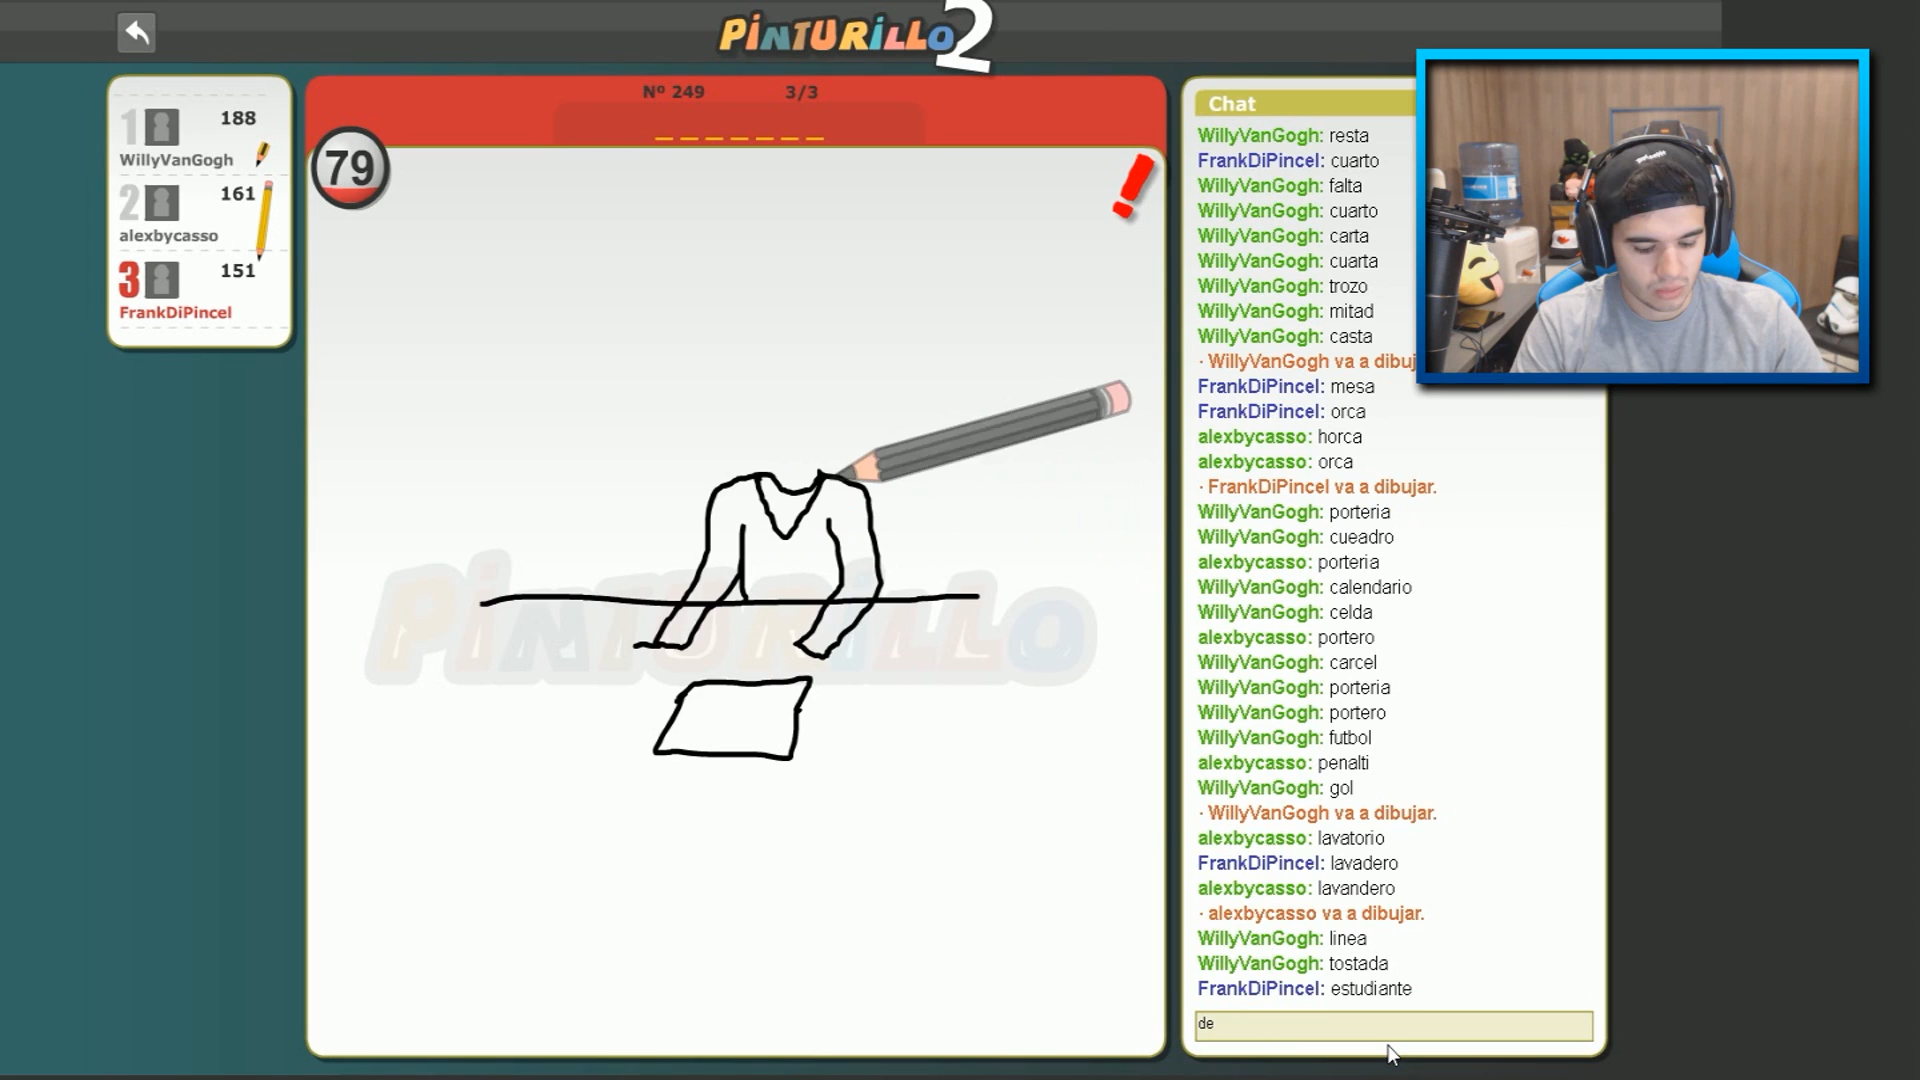 PINTURILLO 2
1 188
WillyVanGogh
2 161
alexbycasso
3 151
FrankDiPincel
Nº 249 3/3
_ _ _ _ _ _ _
79
!
PINTURILLO
Chat
WillyVanGogh: resta
FrankDiPincel: cuarto
WillyVanGogh: falta
WillyVanGogh: cuarto
WillyVanGogh: carta
WillyVanGogh: cuarta
WillyVanGogh: trozo
WillyVanGogh: mitad
WillyVanGogh: casta
· WillyVanGogh va a dibuj
FrankDiPincel: mesa
FrankDiPincel: orca
alexbycasso: horca
alexbycasso: orca
· FrankDiPincel va a dibujar.
WillyVanGogh: porteria
WillyVanGogh: cueadro
alexbycasso: porteria
WillyVanGogh: calendario
WillyVanGogh: celda
alexbycasso: portero
WillyVanGogh: carcel
WillyVanGogh: porteria
WillyVanGogh: portero
WillyVanGogh: futbol
alexbycasso: penalti
WillyVanGogh: gol
· WillyVanGogh va a dibujar.
alexbycasso: lavatorio
FrankDiPincel: lavadero
alexbycasso: lavandero
· alexbycasso va a dibujar.
WillyVanGogh: linea
WillyVanGogh: tostada
FrankDiPincel: estudiante
de